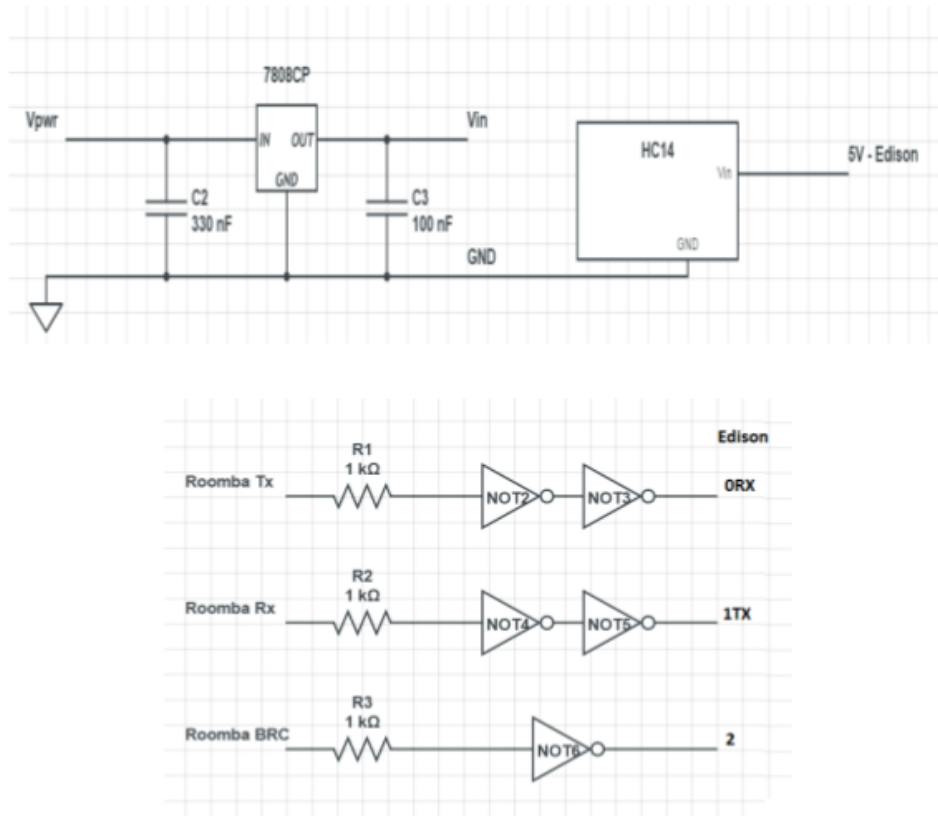 7808CP
Vpwr
IN OUT
Vin
GND
C2
330 nF
C3
100 nF
GND
HC14
Vin
5V - Edison
GND
Edison
R1
1 kΩ
Roomba Tx
NOT2 NOT3
0RX
R2
1 kΩ
Roomba Rx
NOT4 NOT5
1TX
R3
1 kΩ
Roomba BRC
NOT6
2